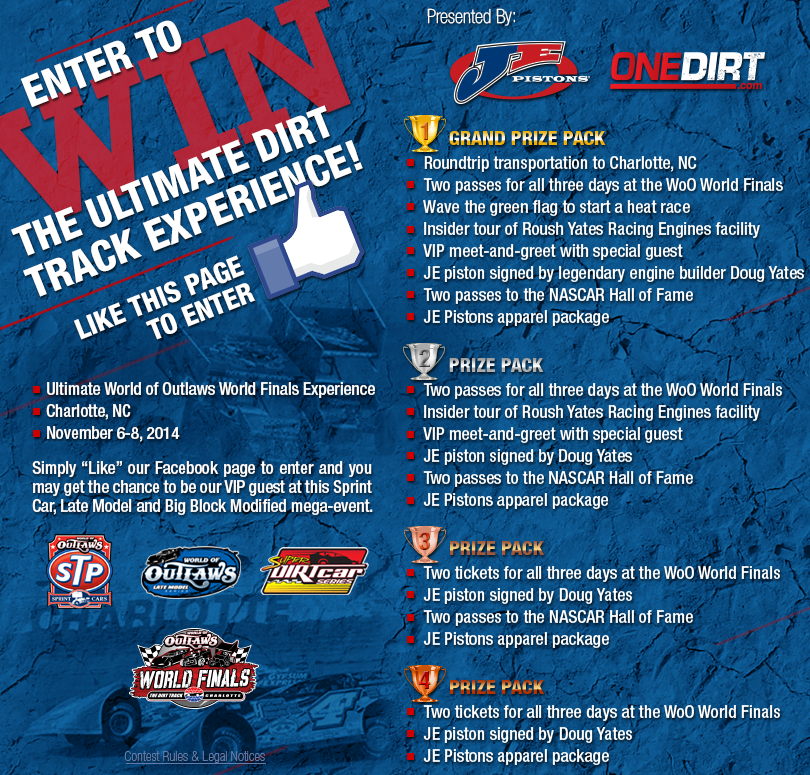 ENTER TO
WIN
THE ULTIMATE DIRT
TRACK EXPERIENCE!
LIKE THIS PAGE
TO ENTER
Ultimate World of Outlaws World Finals Experience
Charlotte, NC
November 6-8, 2014
Simply “Like” our Facebook page to enter and you
may get the chance to be our VIP guest at this Sprint
Car, Late Model and Big Block Modified mega-event.
WORLD OF
OUTLAWS
STP
SPRINT CARS
WORLD OF
OUTLAWS
LATE MODEL
SERIES
SUPER
DIRTcar
SERIES
WORLD OF
OUTLAWS
WORLD FINALS
THE DIRT TRACK
CHARLOTTE
Contest Rules & Legal Notices
Presented By:
JE
PISTONS
ONEDIRT
.com
1
GRAND PRIZE PACK
Roundtrip transportation to Charlotte, NC
Two passes for all three days at the WoO World Finals
Wave the green flag to start a heat race
Insider tour of Roush Yates Racing Engines facility
VIP meet-and-greet with special guest
JE piston signed by legendary engine builder Doug Yates
Two passes to the NASCAR Hall of Fame
JE Pistons apparel package
2
PRIZE PACK
Two passes for all three days at the WoO World Finals
Insider tour of Roush Yates Racing Engines facility
VIP meet-and-greet with special guest
JE piston signed by Doug Yates
Two passes to the NASCAR Hall of Fame
JE Pistons apparel package
3
PRIZE PACK
Two tickets for all three days at the WoO World Finals
JE piston signed by Doug Yates
Two passes to the NASCAR Hall of Fame
JE Pistons apparel package
4
PRIZE PACK
Two tickets for all three days at the WoO World Finals
JE piston signed by Doug Yates
JE Pistons apparel package